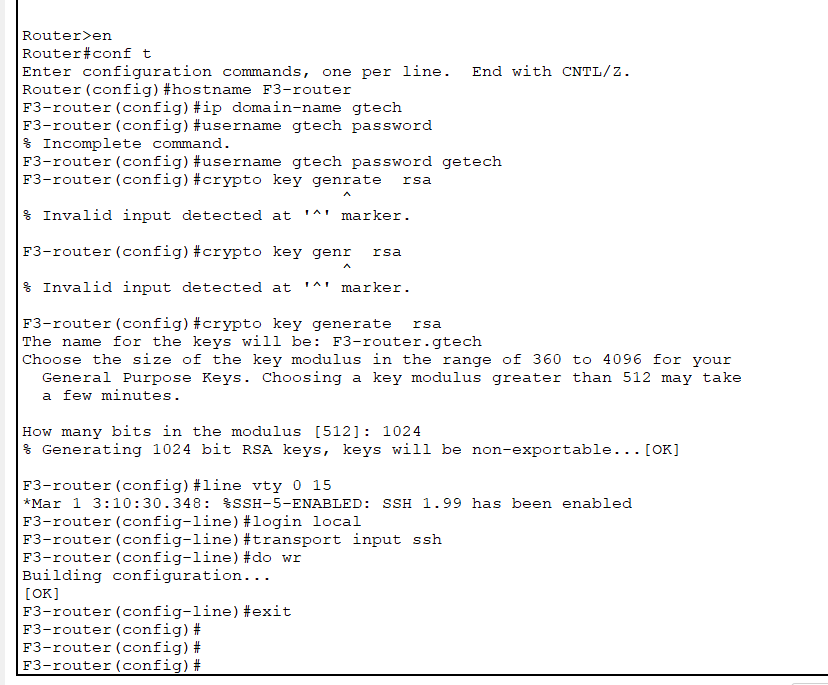 Router>en
Router#conf t
Enter configuration commands, one per line.  End with CNTL/Z.
Router(config)#hostname F3-router
F3-router(config)#ip domain-name gtech
F3-router(config)#username gtech password
% Incomplete command.
F3-router(config)#username gtech password getech
F3-router(config)#crypto key genrate  rsa
^
% Invalid input detected at '^' marker.
F3-router(config)#crypto key genr  rsa
^
% Invalid input detected at '^' marker.
F3-router(config)#crypto key generate  rsa
The name for the keys will be: F3-router.gtech
Choose the size of the key modulus in the range of 360 to 4096 for your
General Purpose Keys. Choosing a key modulus greater than 512 may take
a few minutes.
How many bits in the modulus [512]: 1024
% Generating 1024 bit RSA keys, keys will be non-exportable...[OK]
F3-router(config)#line vty 0 15
*Mar 1 3:10:30.348: %SSH-5-ENABLED: SSH 1.99 has been enabled
F3-router(config-line)#login local
F3-router(config-line)#transport input ssh
F3-router(config-line)#do wr
Building configuration...
[OK]
F3-router(config-line)#exit
F3-router(config)#
F3-router(config)#
F3-router(config)#